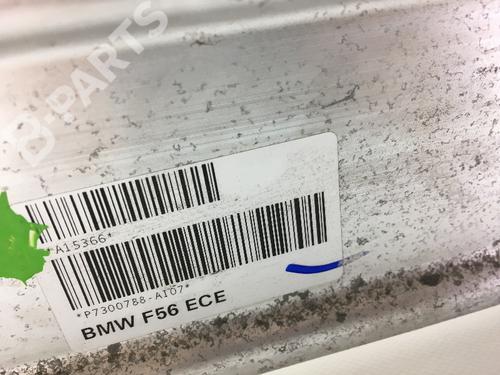 B-PARTS
*A15366*
*P7300788-AI07*
BMW F56 ECE